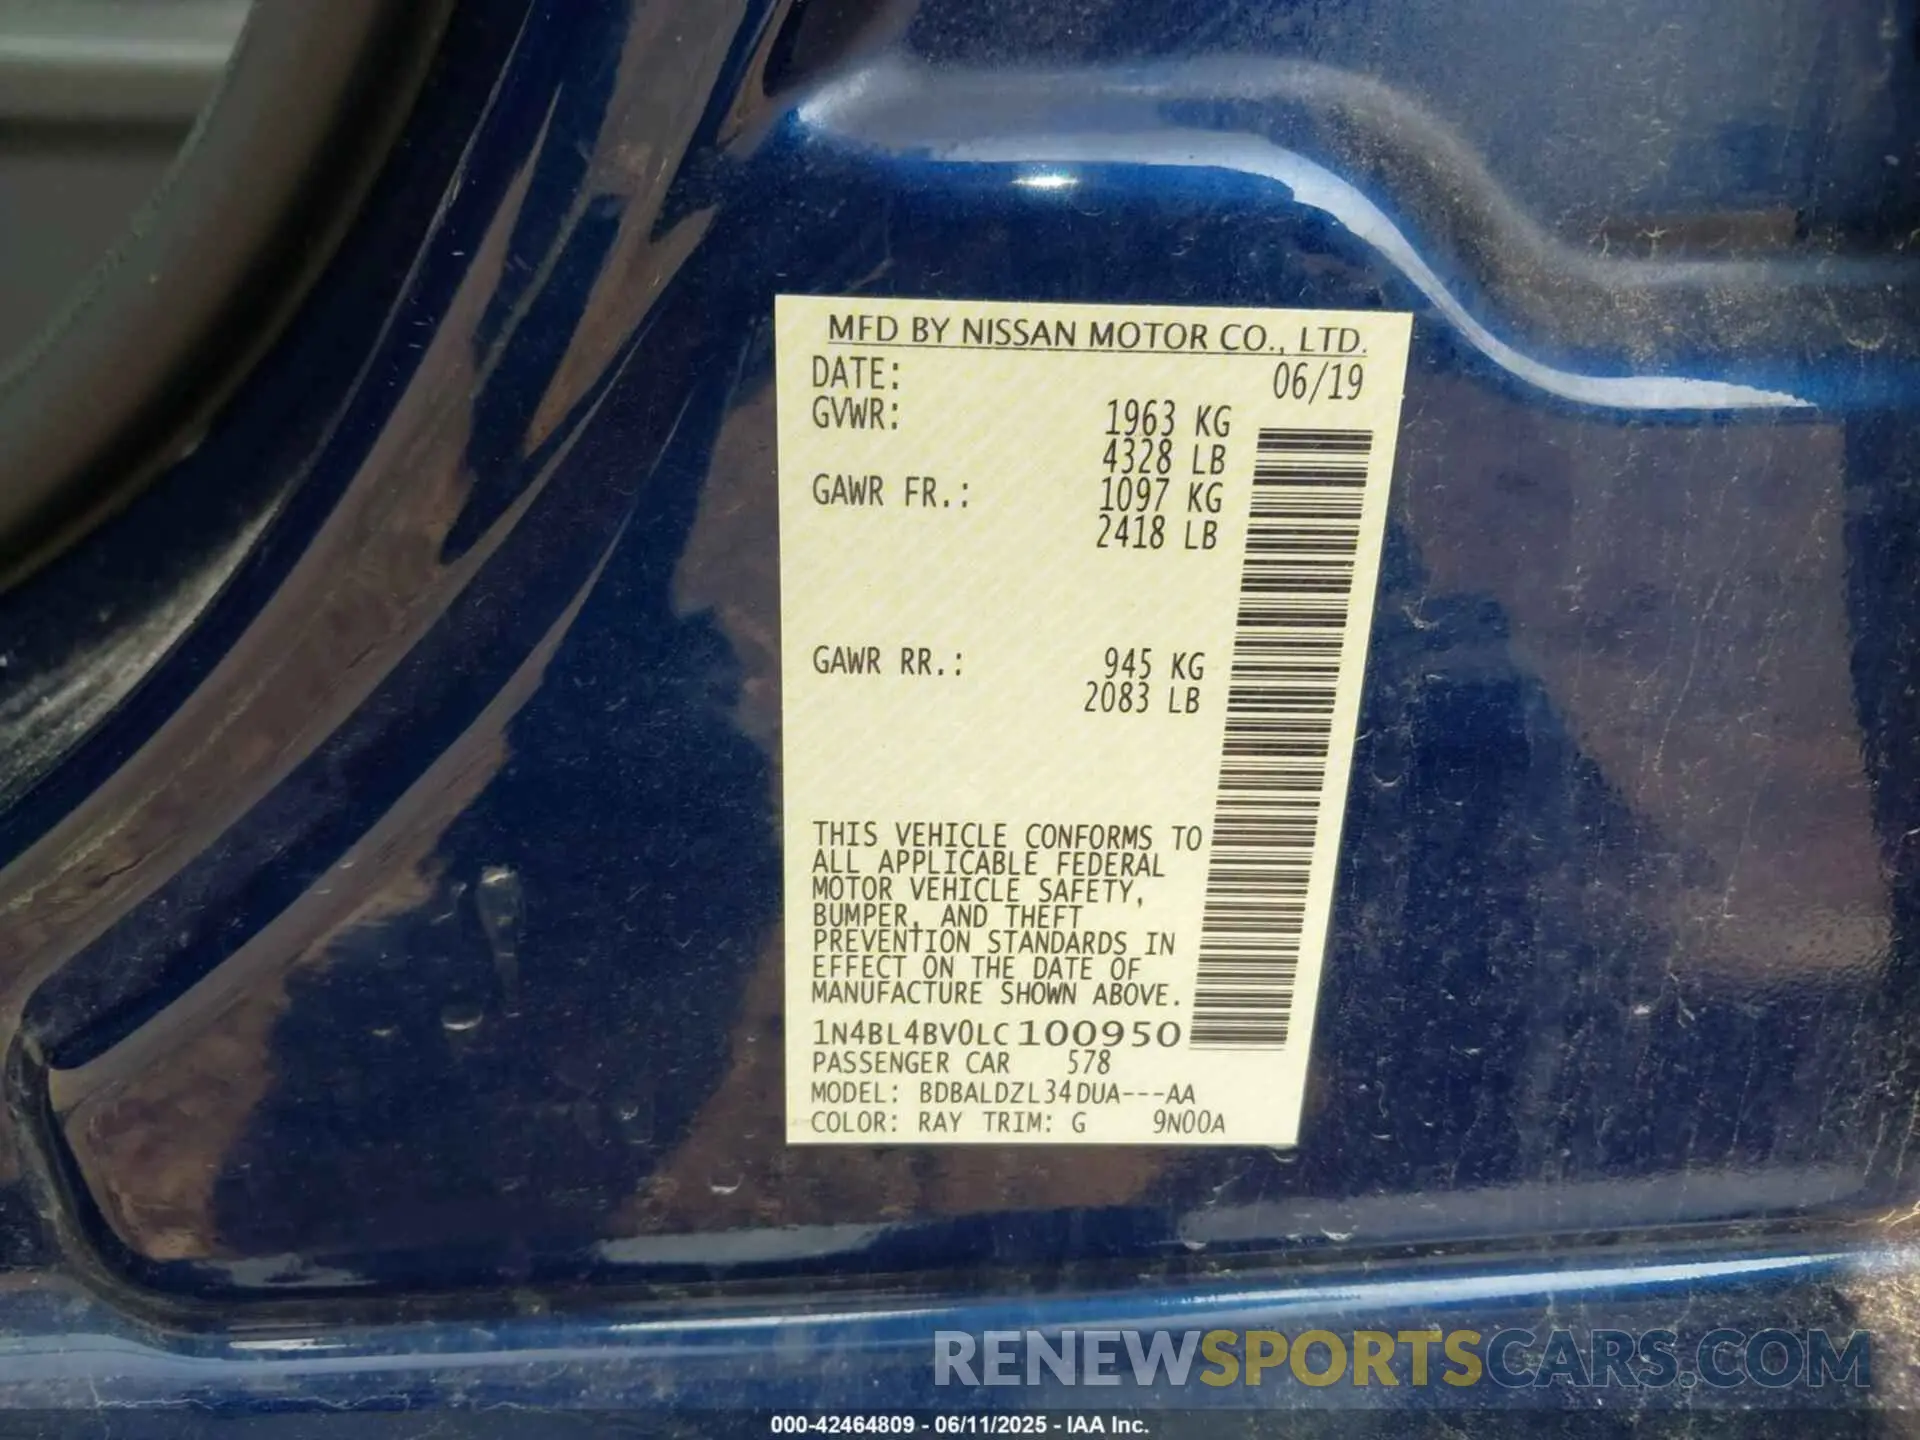 MFD BY NISSAN MOTOR CO., LTD.
DATE: 06/19
GVWR: 1963 KG
4328 LB
GAWR FR.: 1097 KG
2418 LB
GAWR RR.: 945 KG
2083 LB
THIS VEHICLE CONFORMS TO
ALL APPLICABLE FEDERAL
MOTOR VEHICLE SAFETY,
BUMPER, AND THEFT
PREVENTION STANDARDS IN
EFFECT ON THE DATE OF
MANUFACTURE SHOWN ABOVE.
1N4BL4BV0LC100950
PASSENGER CAR 578
MODEL: BDBALDZL34DUA---AA
COLOR: RAY TRIM: G 9N00A
RENEWSPORTSCARS.COM
000-42464809 - 06/11/2025 - IAA Inc.